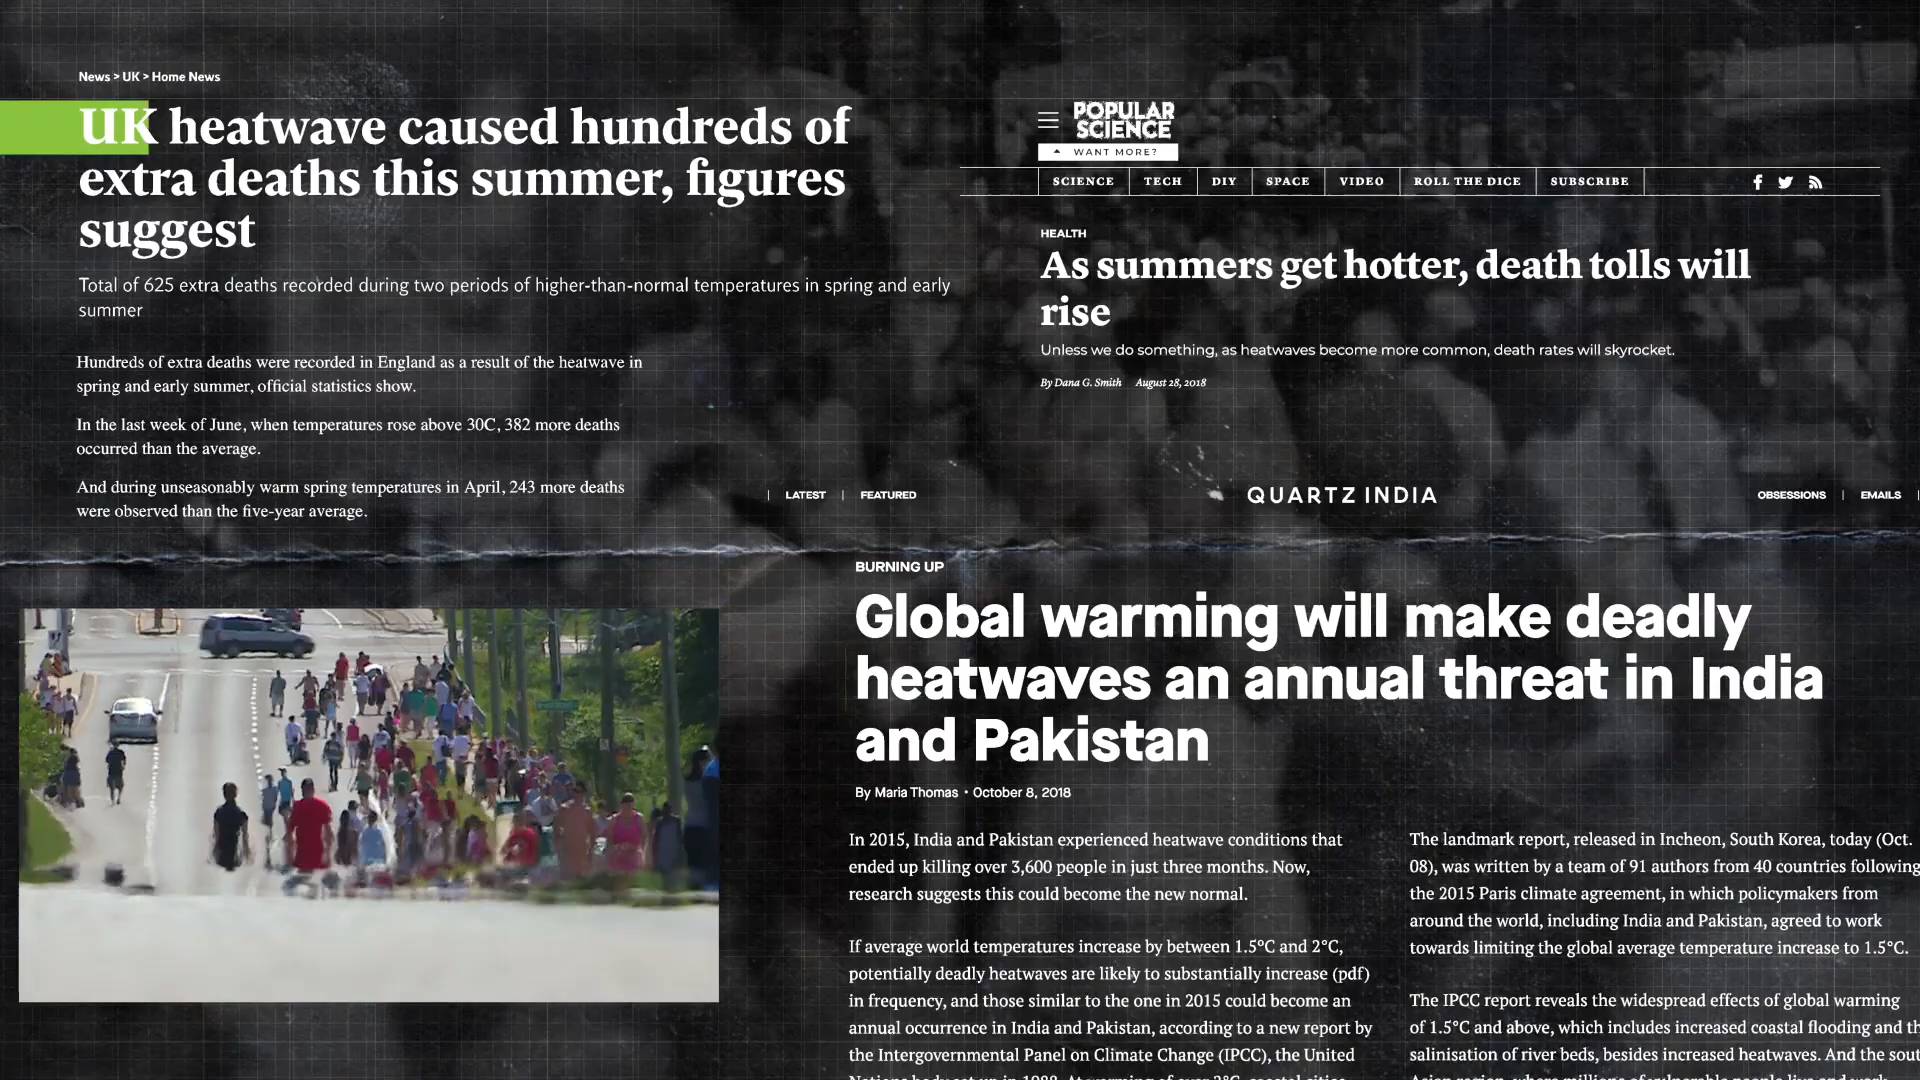 News > UK > Home News
UK heatwave caused hundreds of
extra deaths this summer, figures
suggest
Total of 625 extra deaths recorded during two periods of higher-than-normal temperatures in spring and early
summer
Hundreds of extra deaths were recorded in England as a result of the heatwave in
spring and early summer, official statistics show.
In the last week of June, when temperatures rose above 30C, 382 more deaths
occurred than the average.
And during unseasonably warm spring temperatures in April, 243 more deaths
were observed than the five-year average.
POPULAR
SCIENCE
WANT MORE?
SCIENCE TECH DIY SPACE VIDEO ROLL THE DICE SUBSCRIBE
HEALTH
As summers get hotter, death tolls will
rise
Unless we do something, as heatwaves become more common, death rates will skyrocket.
By Dana G. Smith August 28, 2018
| LATEST | FEATURED QUARTZ INDIA OBSESSIONS | EMAILS |
BURNING UP
Global warming will make deadly
heatwaves an annual threat in India
and Pakistan
By Maria Thomas • October 8, 2018
In 2015, India and Pakistan experienced heatwave conditions that
ended up killing over 3,600 people in just three months. Now,
research suggests this could become the new normal.
If average world temperatures increase by between 1.5°C and 2°C,
potentially deadly heatwaves are likely to substantially increase (pdf)
in frequency, and those similar to the one in 2015 could become an
annual occurrence in India and Pakistan, according to a new report by
the Intergovernmental Panel on Climate Change (IPCC), the United
The landmark report, released in Incheon, South Korea, today (Oct.
08), was written by a team of 91 authors from 40 countries following
the 2015 Paris climate agreement, in which policymakers from
around the world, including India and Pakistan, agreed to work
towards limiting the global average temperature increase to 1.5°C.
The IPCC report reveals the widespread effects of global warming
of 1.5°C and above, which includes increased coastal flooding and
salinisation of river beds, besides increased heatwaves. And the